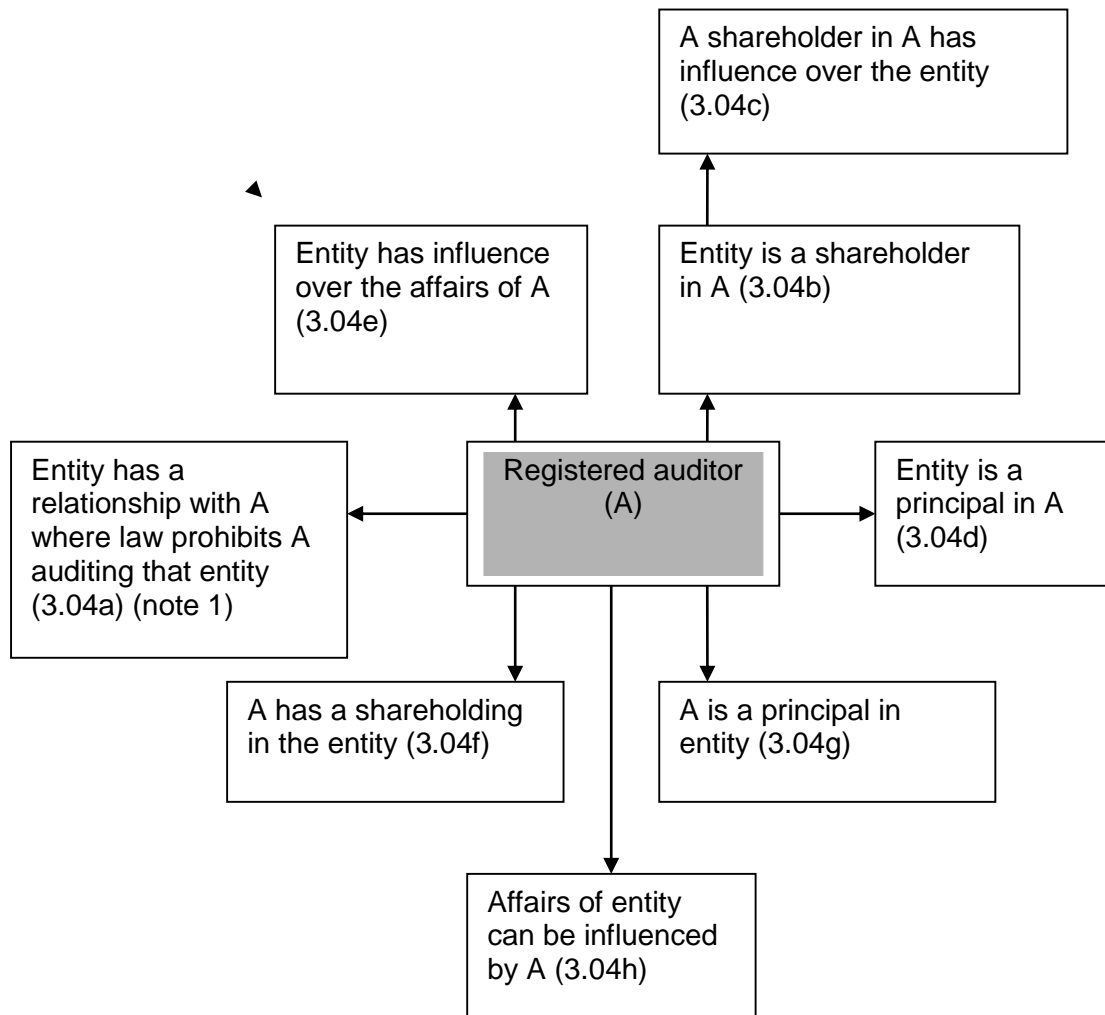 A shareholder in A has
influence over the entity
(3.04c)
Entity has influence
over the affairs of A
(3.04e)
Entity is a shareholder
in A (3.04b)
Entity has a
relationship with A
where law prohibits A
auditing that entity
(3.04a) (note 1)
Registered auditor
(A)
Entity is a
principal in A
(3.04d)
A has a shareholding
in the entity (3.04f)
A is a principal in
entity (3.04g)
Affairs of entity
can be influenced
by A (3.04h)